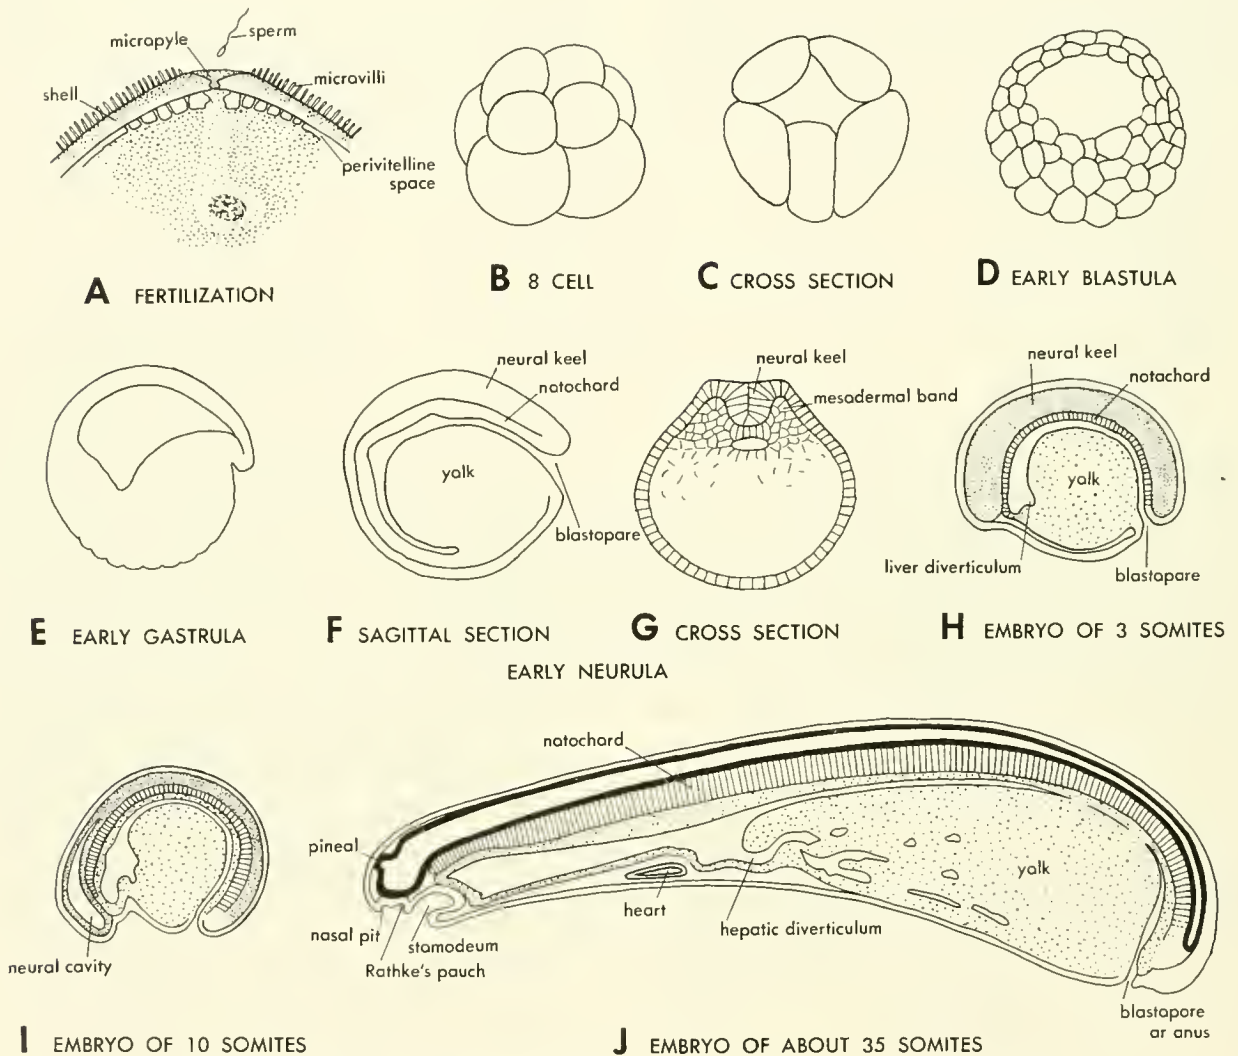 micropyle
sperm
shell
microvilli
perivitelline
space
A FERTILIZATION
B 8 CELL
C CROSS SECTION
D EARLY BLASTULA
neural keel
notochord
yolk
blastopore
neural keel
mesodermal band
neural keel
notochord
yolk
liver diverticulum
blastopore
E EARLY GASTRULA
F SAGITTAL SECTION
G CROSS SECTION
EARLY NEURULA
H EMBRYO OF 3 SOMITES
neural cavity
notochord
pineal
nasal pit
stomodeum
Rathke's pouch
heart
hepatic diverticulum
yolk
blastopore
or anus
I EMBRYO OF 10 SOMITES
J EMBRYO OF ABOUT 35 SOMITES